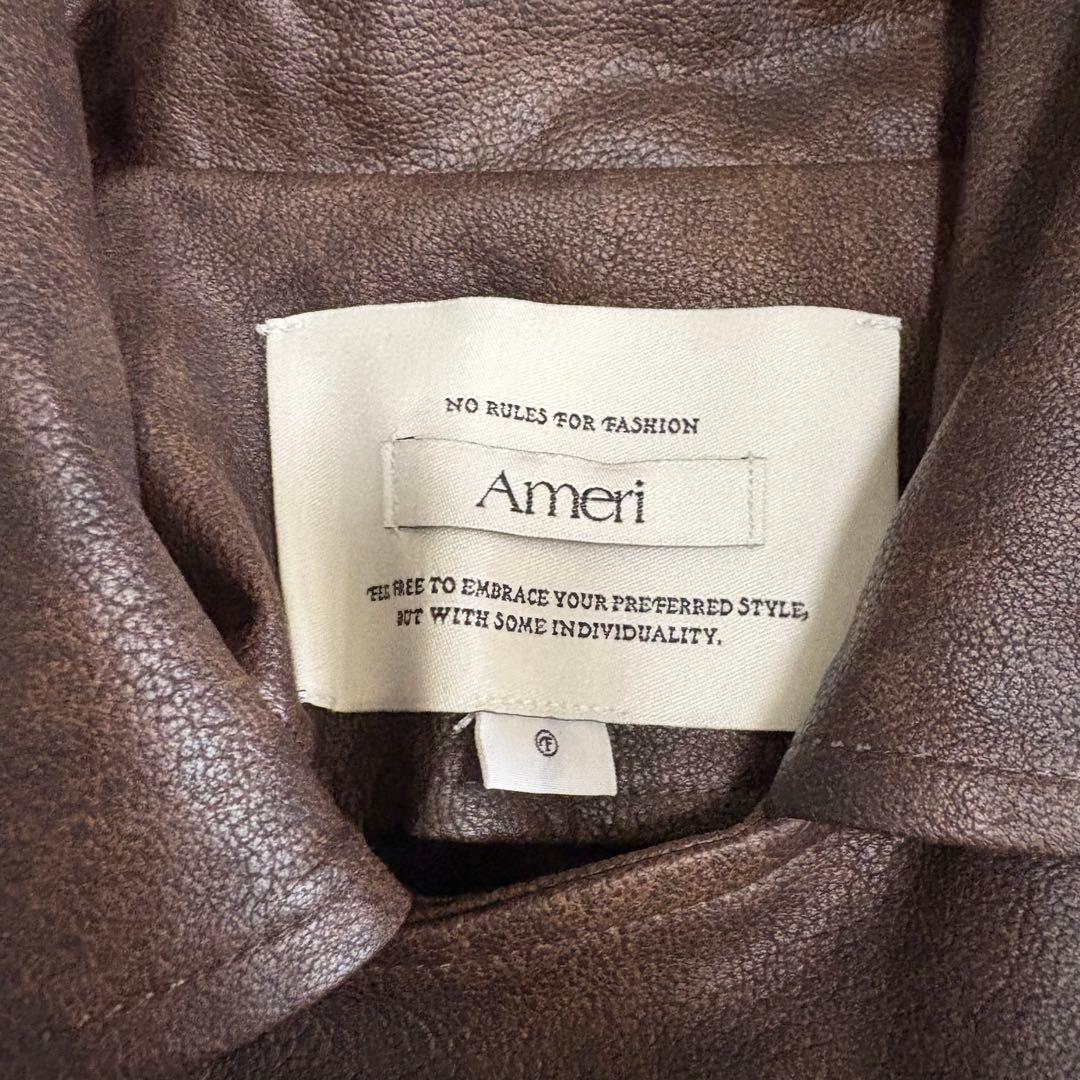 NO RULES FOR FASHION
Ameri
FEEL FREE TO EMBRACE YOUR PREFERRED STYLE,
BUT WITH SOME INDIVIDUALITY.
F